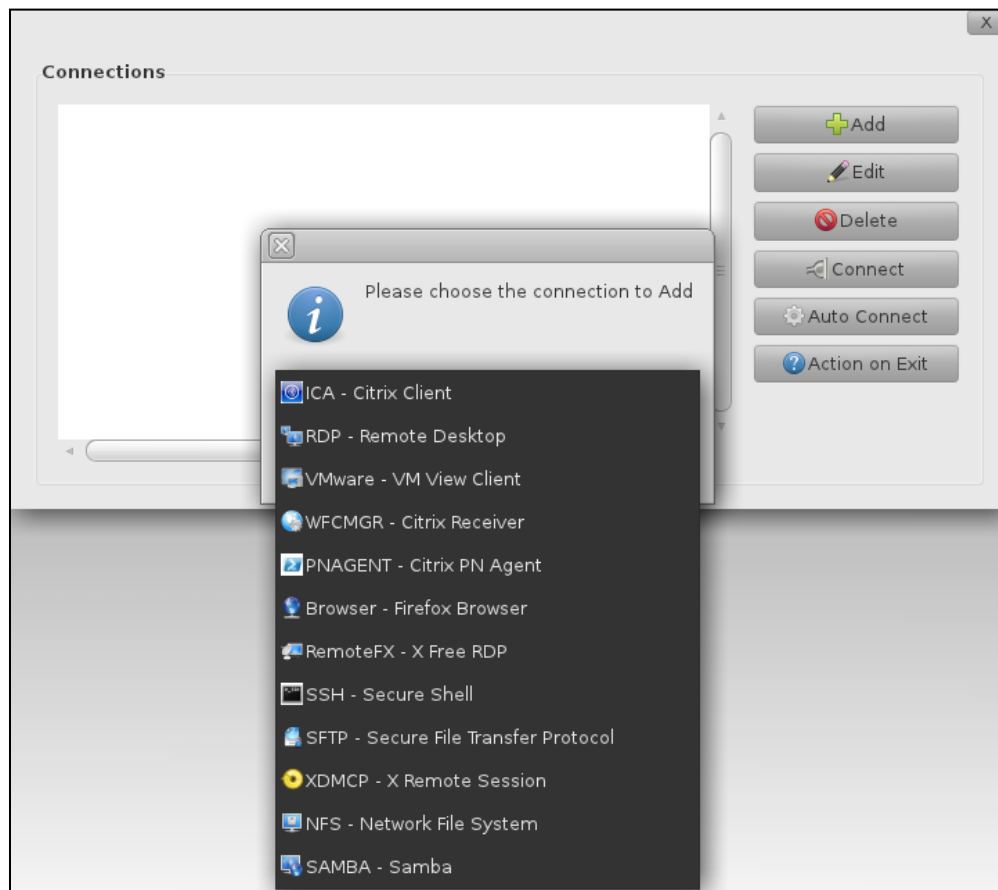 X
Connections
Add
Edit
Delete
Connect
Auto Connect
Action on Exit
Please choose the connection to Add
ICA - Citrix Client
RDP - Remote Desktop
VMware - VM View Client
WFCMGR - Citrix Receiver
PNAGENT - Citrix PN Agent
Browser - Firefox Browser
RemoteFX - X Free RDP
SSH - Secure Shell
SFTP - Secure File Transfer Protocol
XDMCP - X Remote Session
NFS - Network File System
SAMBA - Samba